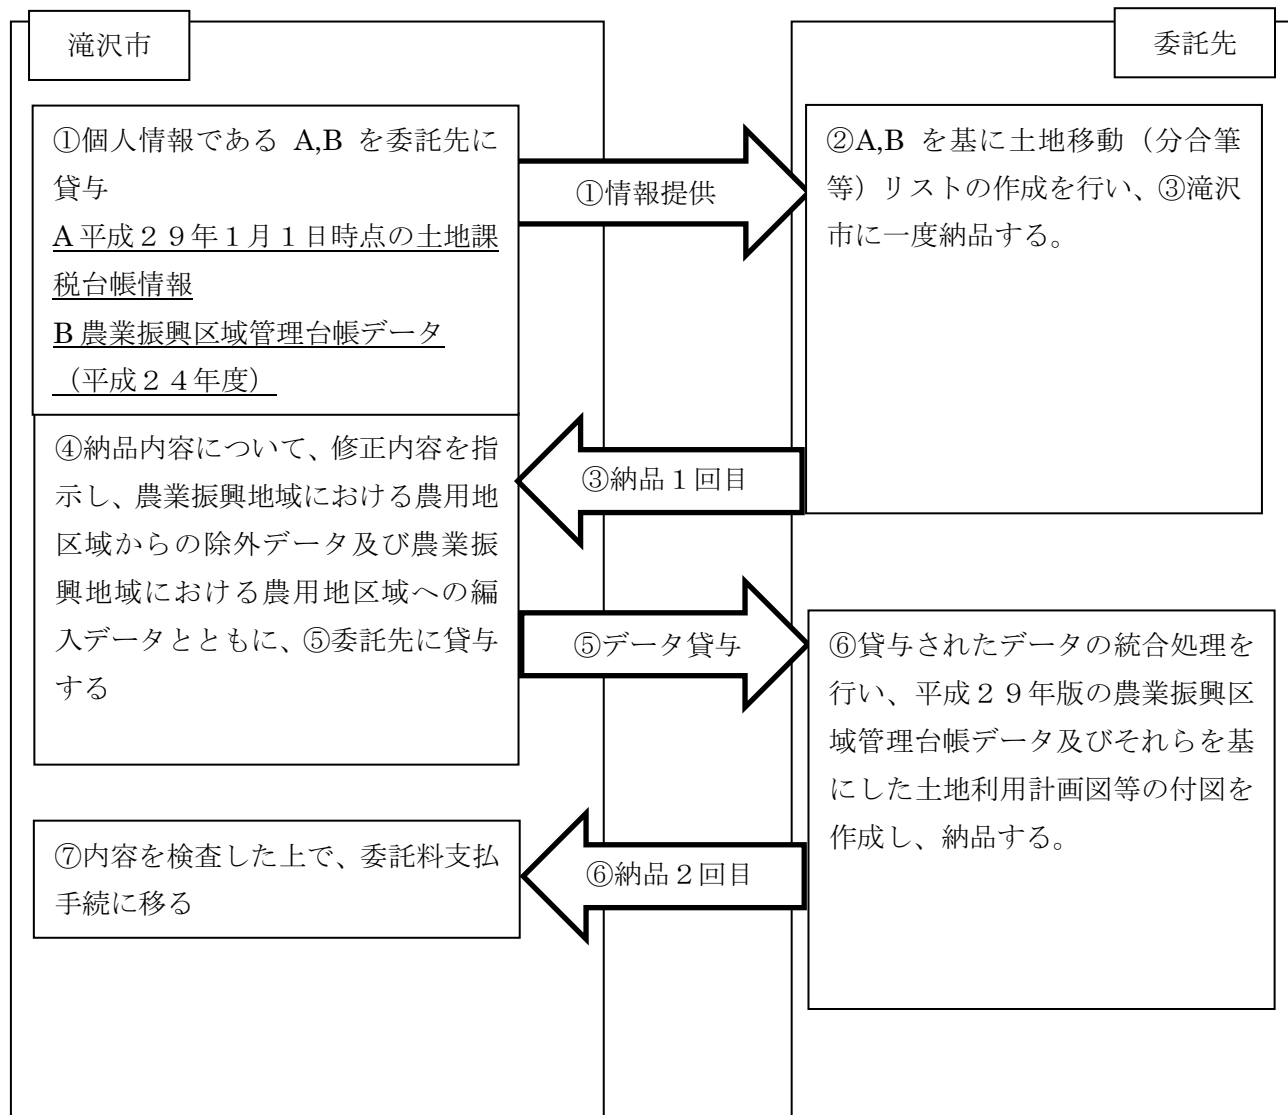 滝沢市
委託先
①個人情報である A,B を委託先に
貸与
A 平成２９年１月１日時点の土地課
税台帳情報
B 農業振興区域管理台帳データ
（平成２４年度）
①情報提供
②A,B を基に土地移動（分合筆
等）リストの作成を行い、③滝沢
市に一度納品する。
③納品１回目
④納品内容について、修正内容を指
示し、農業振興地域における農用地
区域からの除外データ及び農業振
興地域における農用地区域への編
入データとともに、⑤委託先に貸与
する
⑤データ貸与
⑥貸与されたデータの統合処理を
行い、平成２９年版の農業振興区
域管理台帳データ及びそれらを基
にした土地利用計画図等の付図を
作成し、納品する。
⑥納品２回目
⑦内容を検査した上で、委託料支払
手続に移る